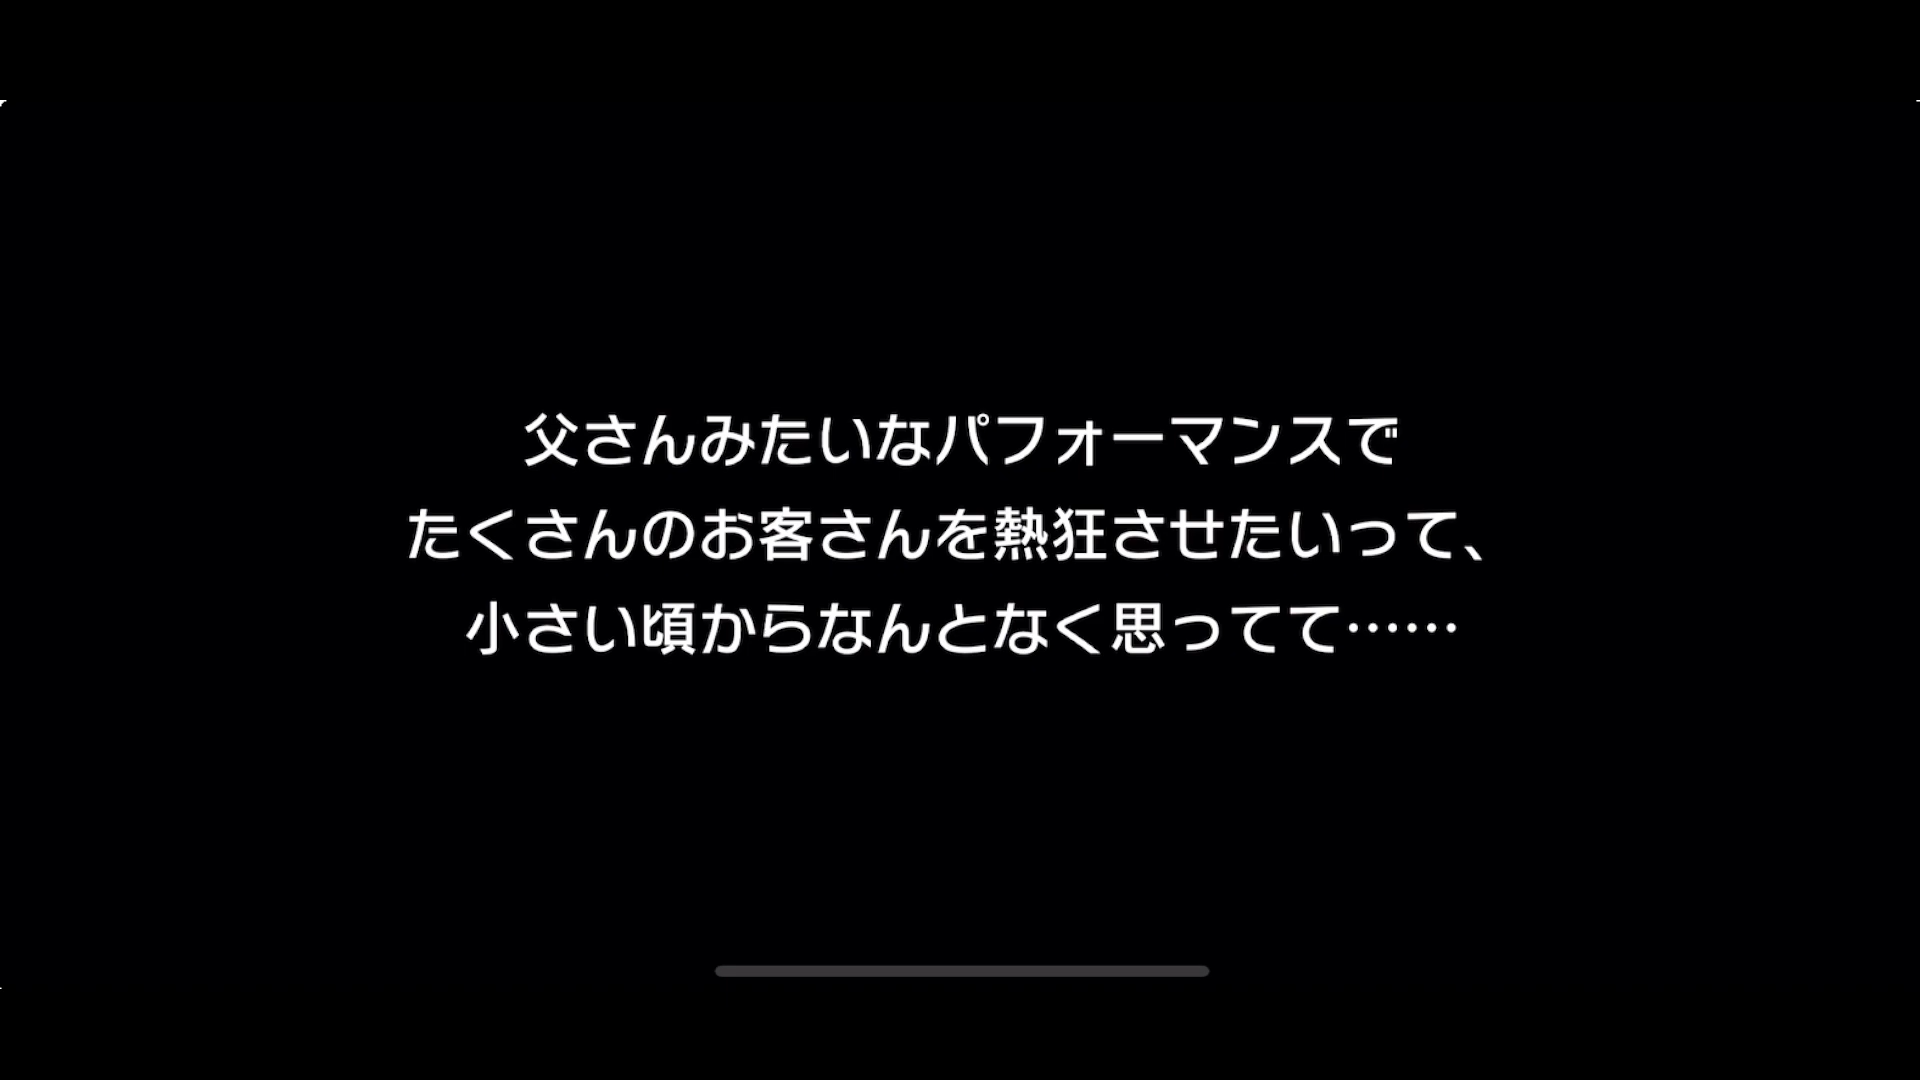 父さんみたいなパフォーマンスで
たくさんのお客さんを熱狂させたいって、
小さい頃からなんとなく思ってて……